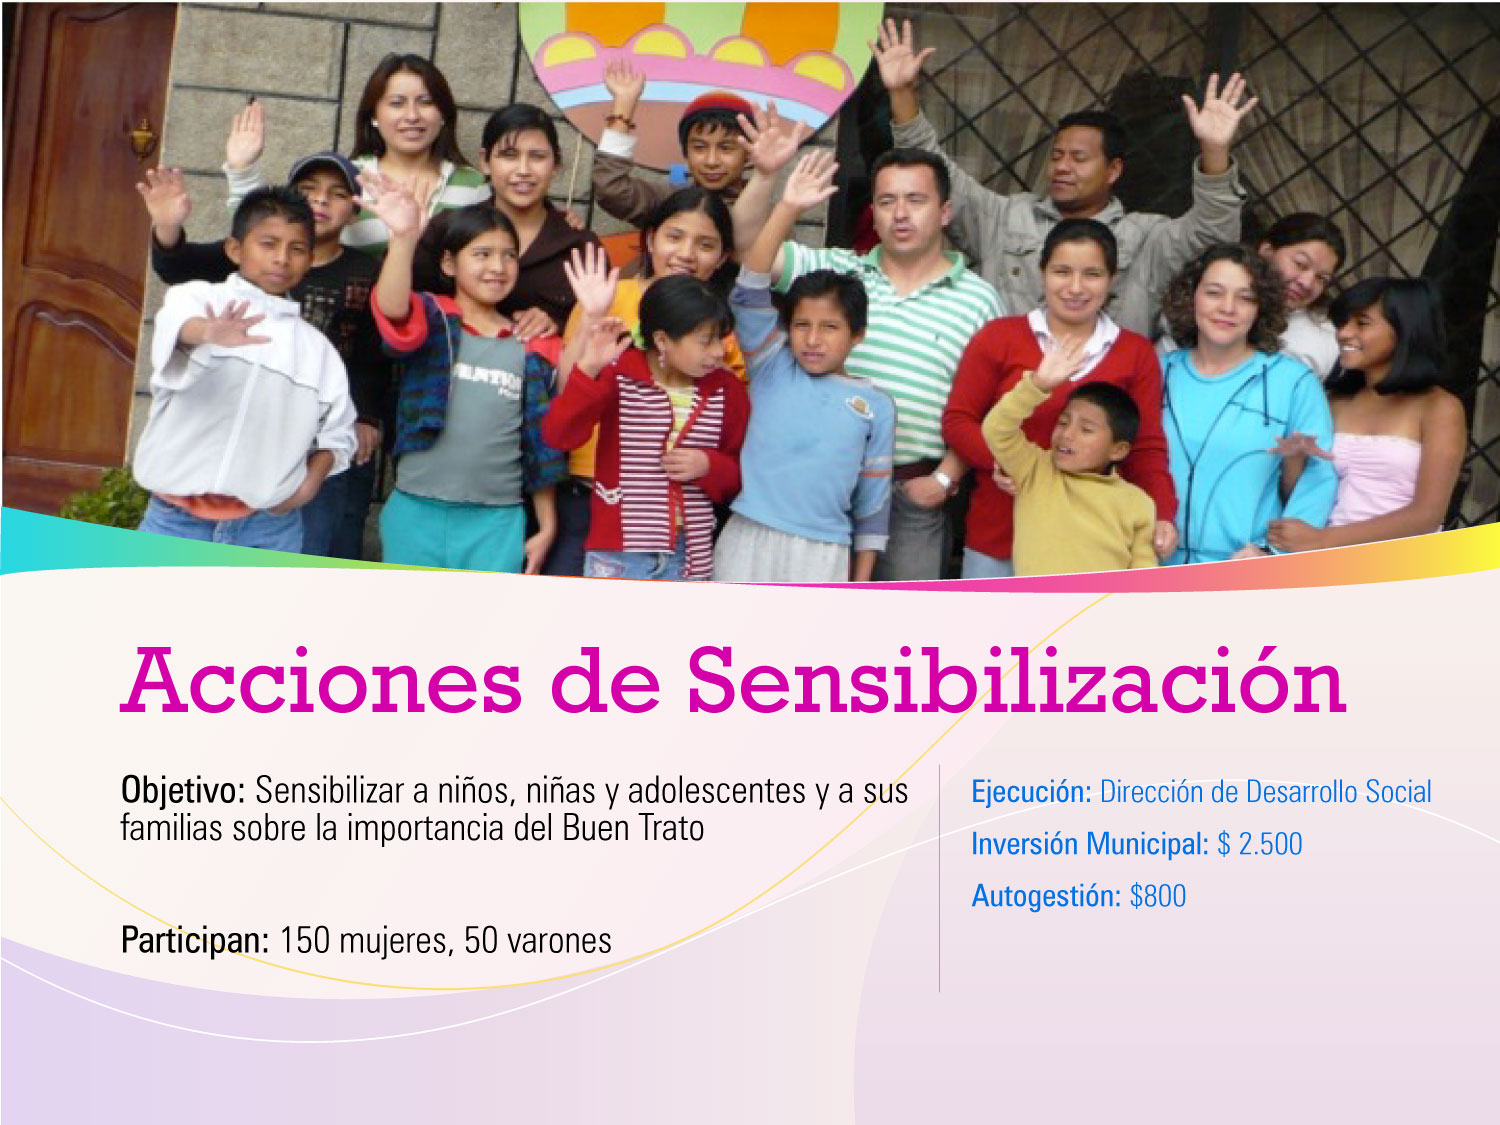 Acciones de Sensibilización
Objetivo: Sensibilizar a niños, niñas y adolescentes y a sus
familias sobre la importancia del Buen Trato
Participan: 150 mujeres, 50 varones
Ejecución: Dirección de Desarrollo Social
Inversión Municipal: $ 2.500
Autogestión: $800